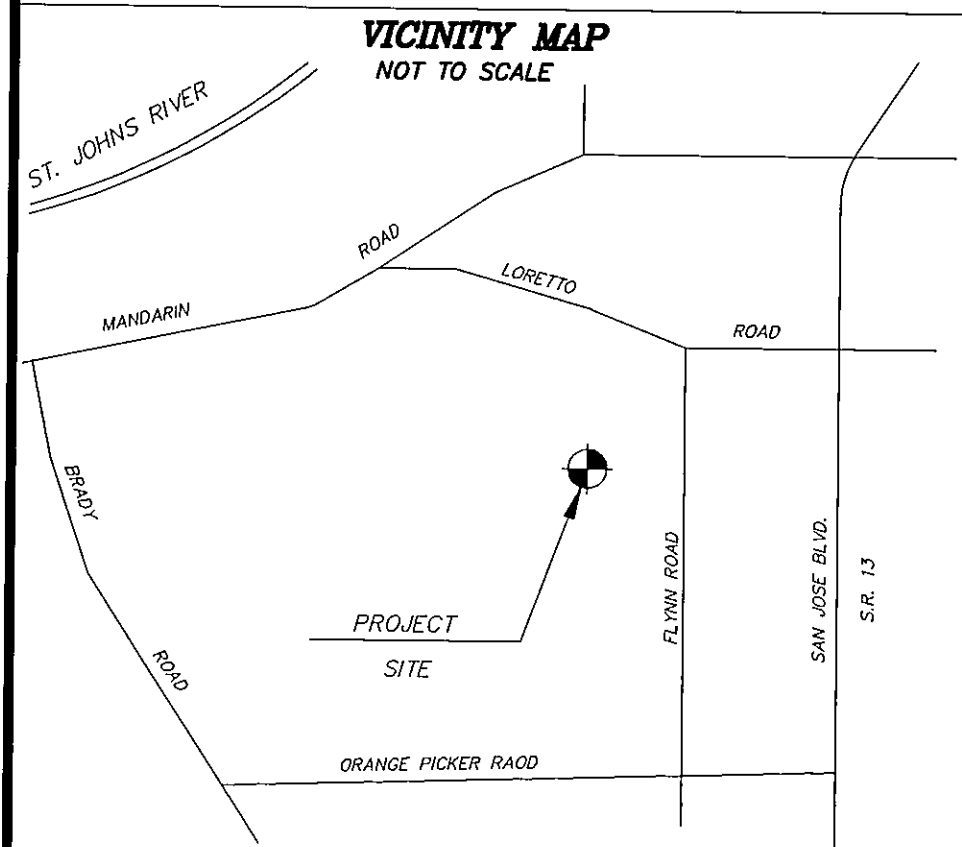 VICINITY MAP
NOT TO SCALE
ST. JOHNS RIVER
ROAD
LORETTO
MANDARIN
ROAD
BRADY
FLYNN ROAD
SAN JOSE BLVD.
S.R. 13
PROJECT
SITE
ROAD
ORANGE PICKER RAOD